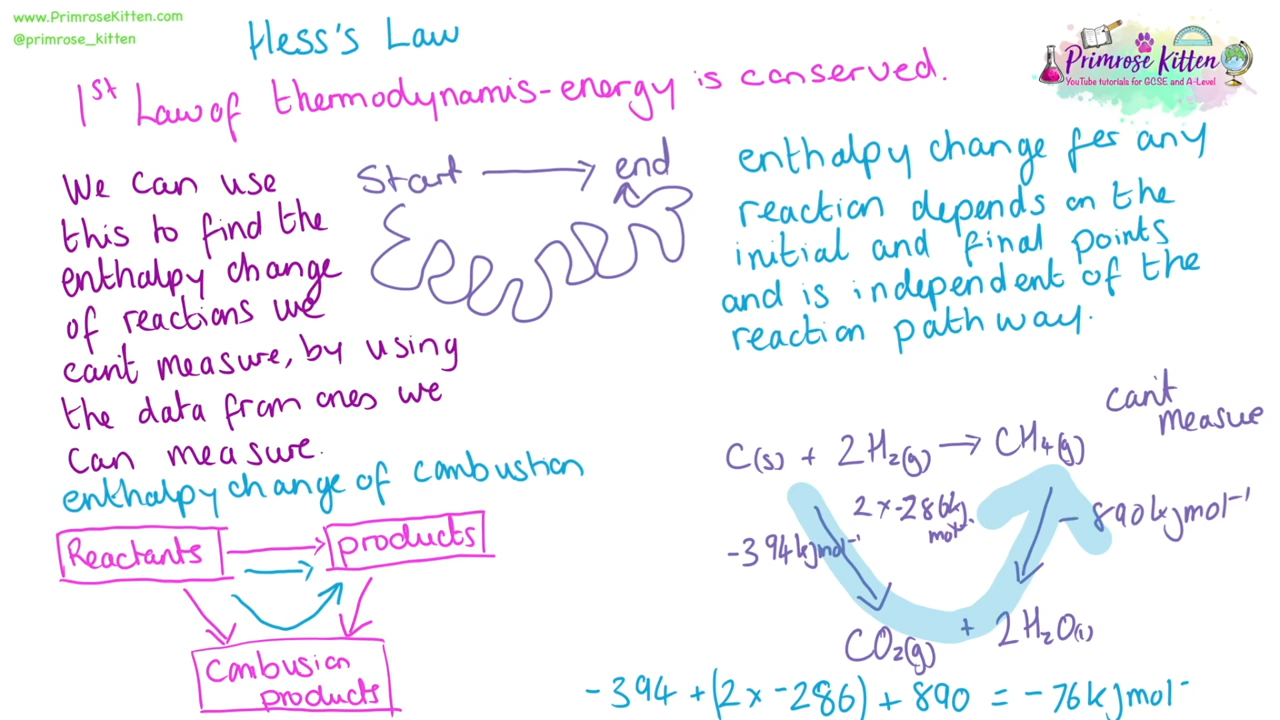 www.PrimroseKitten.com
@primrose_kitten
Hess's Law
Primrose Kitten
YouTube tutorials for GCSE and A-Level
1st Law of thermodynamis - energy is conserved.
We can use
this to find the
enthalpy change
of reactions we
can't measure, by using
the data from ones we
can measure.
Start → end
enthalpy change for any
reaction depends on the
initial and final points
and is independent of the
reaction pathway.
enthalpy change of combustion
Reactants → products
Combusion
products
can't
measure
C(s) + 2H₂(g) → CH₄(g)
2 x -286kj
mol⁻
-394kjmol⁻¹
-890kjmol⁻¹
CO₂(g) + 2H₂O(l)
-394 + (2 x -286) + 890 = -76kjmol⁻